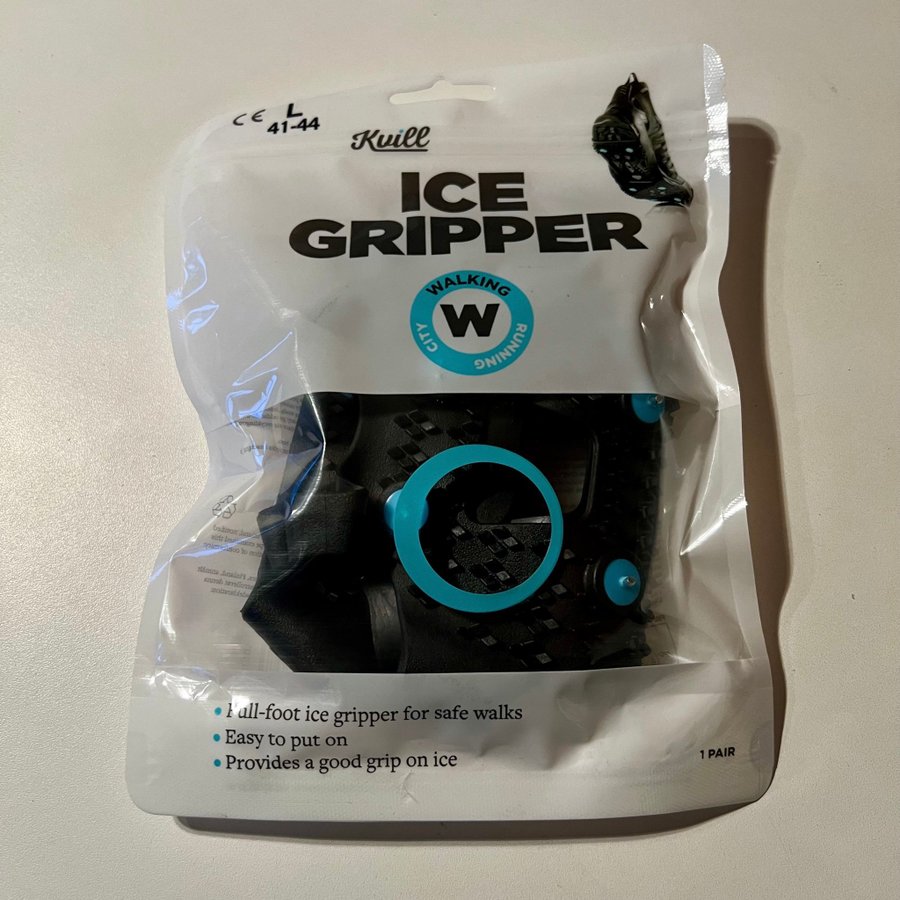 CE L
41-44
Kvill
ICE
GRIPPER
WALKING
W
CITY RUNNING
• Full-foot ice gripper for safe walks
• Easy to put on
• Provides a good grip on ice
1 PAIR